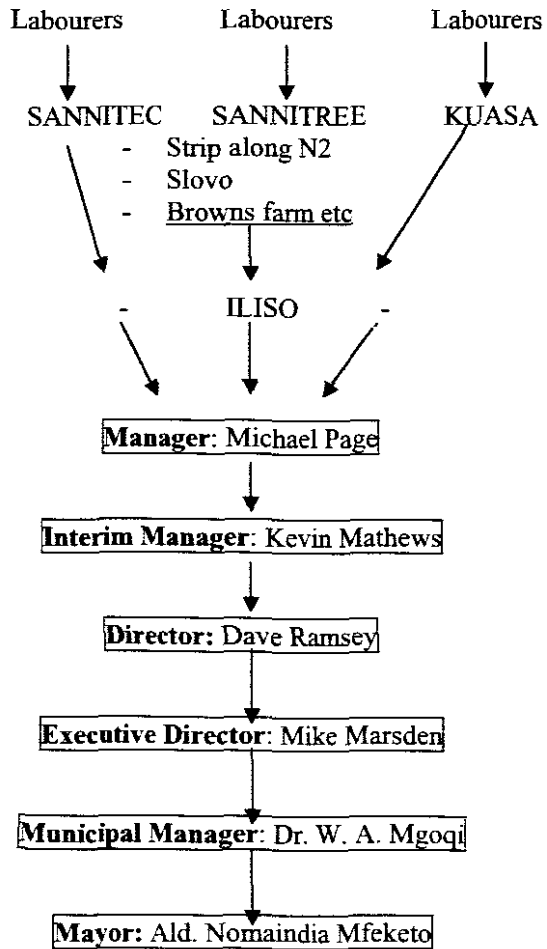 Labourers Labourers Labourers
SANNITEC SANNITREE KUASA
- Strip along N2
- Slovo
- Browns farm etc
- ILISO -
Manager: Michael Page
Interim Manager: Kevin Mathews
Director: Dave Ramsey
Executive Director: Mike Marsden
Municipal Manager: Dr. W. A. Mgoqi
Mayor: Ald. Nomaindia Mfeketo